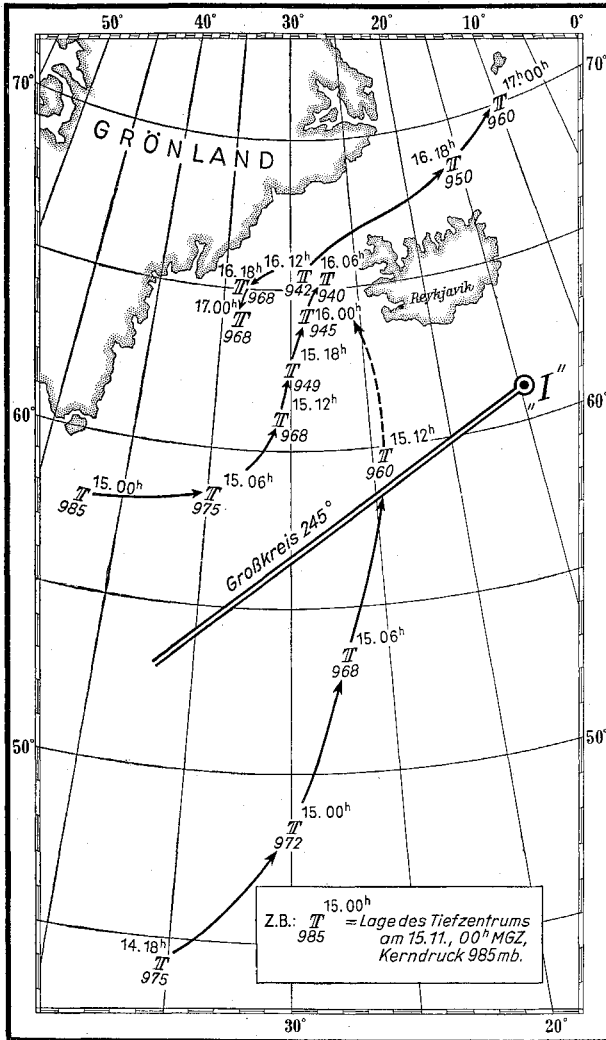 50° 40° 30° 20° 10° 0°
70° 70°
GRÖNLAND
17.00ʰ
𝕋
960
16.18ʰ
𝕋
950
16.12ʰ
𝕋
942
16.06ʰ
𝕋
940
16.18ʰ
𝕋
968
17.00ʰ
𝕋
968
16.00ʰ
𝕋
945
Reykjavik
15.18ʰ
𝕋
949
„I"
60° 60°
15.12ʰ
𝕋
968
15.12ʰ
𝕋
960
15.00ʰ
𝕋
985
15.06ʰ
𝕋
975
Großkreis 245°
15.06ʰ
𝕋
968
50° 50°
15.00ʰ
𝕋
972
14.18ʰ
𝕋
975
15.00ʰ
Z.B.: 𝕋 = Lage des Tiefzentrums
985 am 15.11., 00ʰ MGZ,
Kerndruck 985mb.
30° 20°